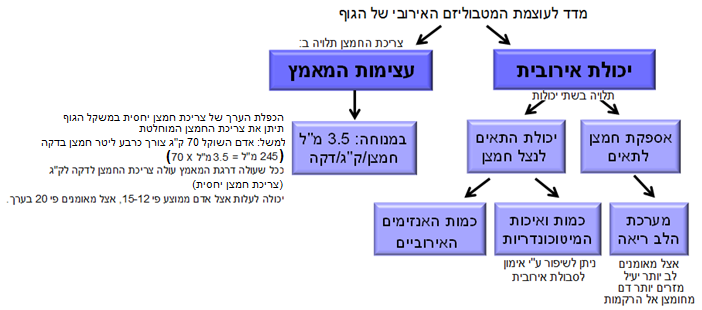 מדד לעוצמת המטבוליזם האירובי של הגוף
צריכת החמצן תלויה ב:
יכולת אירובית
עצימות המאמץ
תלויה בשתי יכולות
אספקת חמצן
לתאים
יכולת התאים
לנצל חמצן
במנוחה: 3.5 מ"ל
חמצן/ק"ג/דקה
הכפלת הערך של צריכת חמצן יחסית במשקל הגוף
תיתן את צריכת החמצן המוחלטת
למשל: אדם השוקל 70 ק"ג צורך כרבע ליטר חמצן בדקה
(245 מ"ל = 3.5 מ"ל X 70)
ככל שעולה דרגת המאמץ עולה צריכת החמצן לדקה לק"ג
(צריכת חמצן יחסית)
יכולה לעלות אצל אדם ממוצע פי 15-12, אצל מאומנים פי 20 בערך.
מערכת
הלב ריאה
כמות ואיכות
המיטוכונדריות
כמות האנזימים
האירוביים
אצל מאומנים
לב יותר יעיל
מזרים יותר דם
מחומצן אל הרקמות
ניתן לשיפור ע"י אימון
לסבולת אירובית